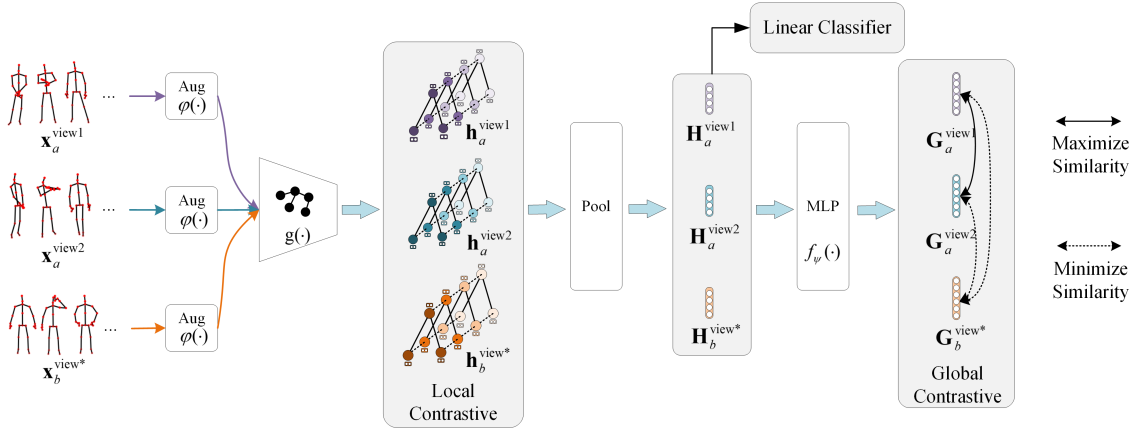 Linear Classifier
...
x_a^view1
Aug
φ(·)
...
x_a^view2
Aug
φ(·)
...
x_b^view*
Aug
φ(·)
g(·)
h_a^view1
h_a^view2
h_b^view*
Local
Contrastive
Pool
H_a^view1
H_a^view2
H_b^view*
MLP
f_ψ(·)
G_a^view1
G_a^view2
G_b^view*
Global
Contrastive
Maximize
Similarity
Minimize
Similarity